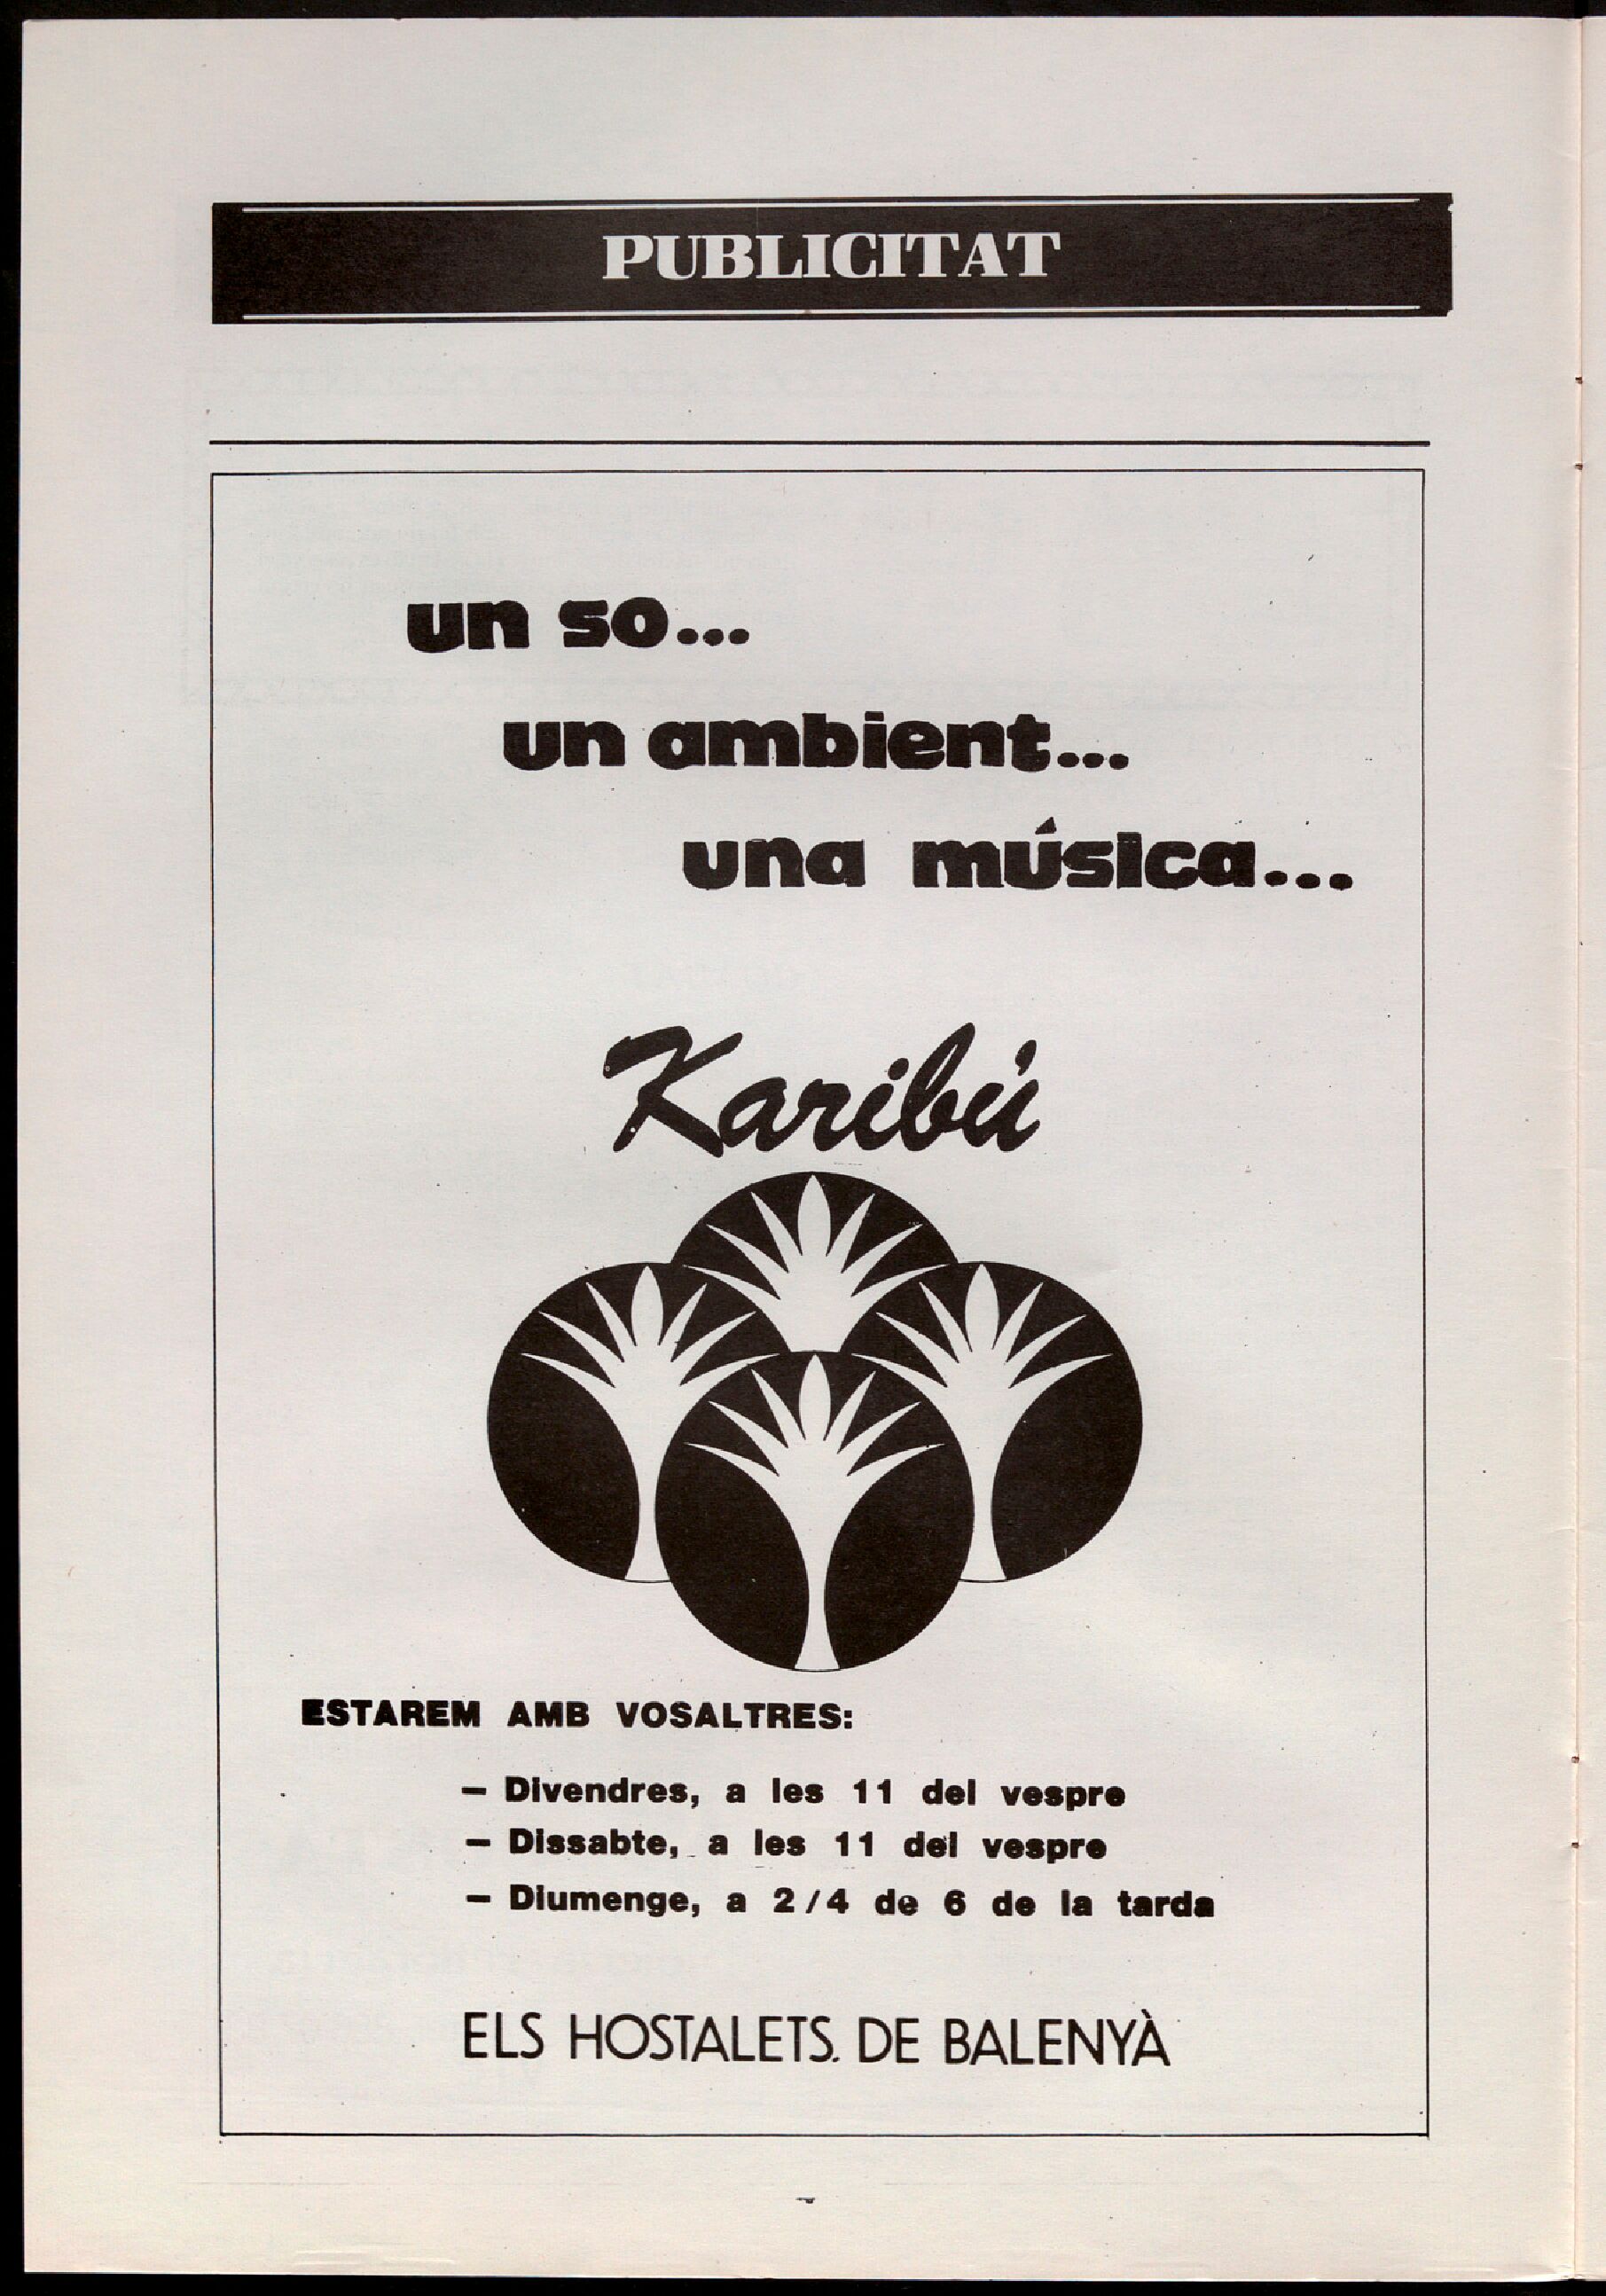 PUBLICITAT
un so...
un ambient...
una música...
Karibú
ESTAREM AMB VOSALTRES:
— Divendres, a les 11 del vespre
— Dissabte, a les 11 del vespre
— Diumenge, a 2/4 de 6 de la tarda
ELS HOSTALETS. DE BALENYÀ